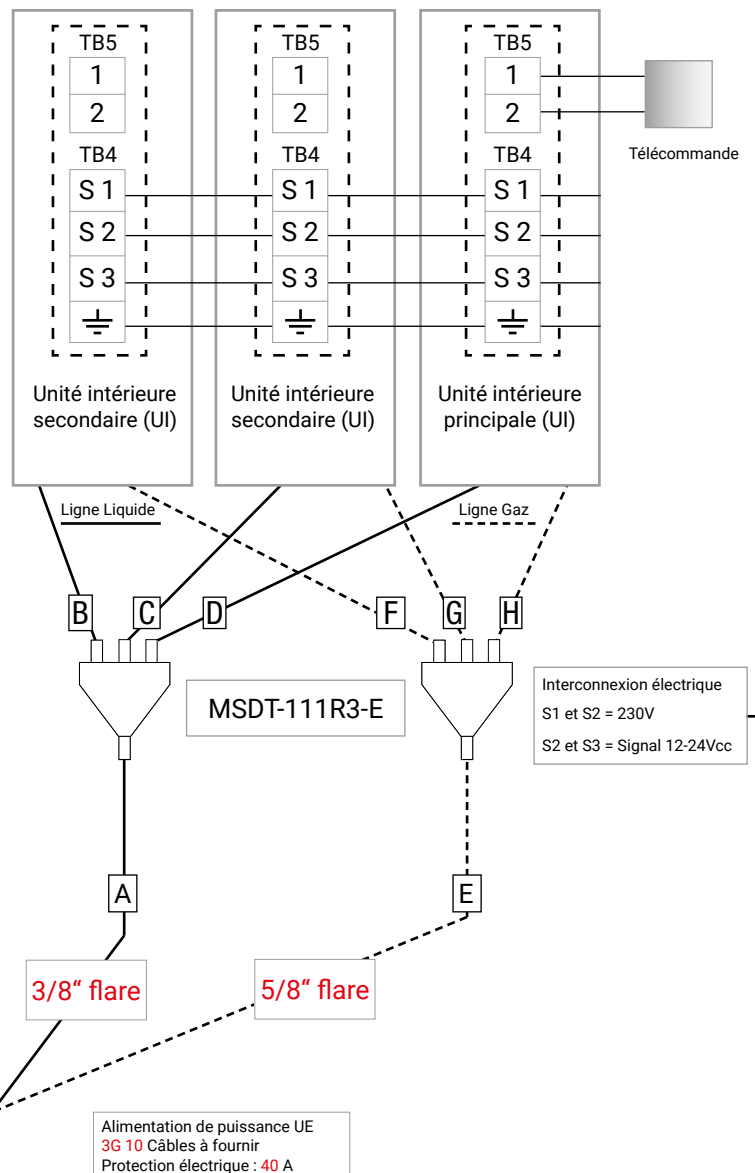 TB5
TB5
TB5
1
1
1
2
2
2
Télécommande
TB4
TB4
TB4
S 1
S 1
S 1
S 2
S 2
S 2
S 3
S 3
S 3
Unité intérieure
secondaire (UI)
Unité intérieure
secondaire (UI)
Unité intérieure
principale (UI)
Ligne Liquide
Ligne Gaz
B
C
D
F
G
H
MSDT-111R3-E
Interconnexion électrique
S1 et S2 = 230V
S2 et S3 = Signal 12-24Vcc
A
E
3/8“ flare
5/8“ flare
Alimentation de puissance UE
3G 10 Câbles à fournir
Protection électrique : 40 A